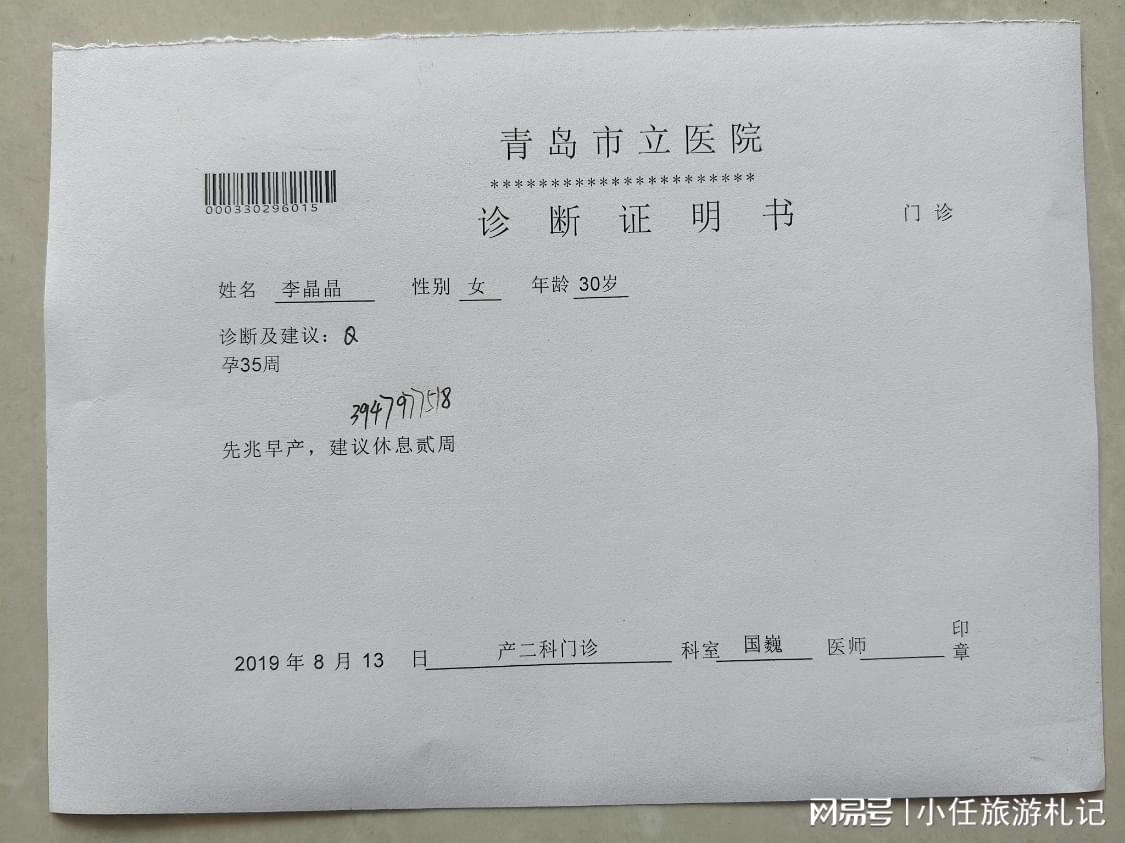 青岛市立医院
**********************
000330296015
诊断证明书 门诊
姓名 李晶晶 性别 女 年龄 30岁
诊断及建议: Q
孕35周
3947977518
先兆早产,建议休息贰周
2019 年 8 月 13 日 产二科门诊 科室 国巍 医师 印章
网易号 | 小任旅游札记